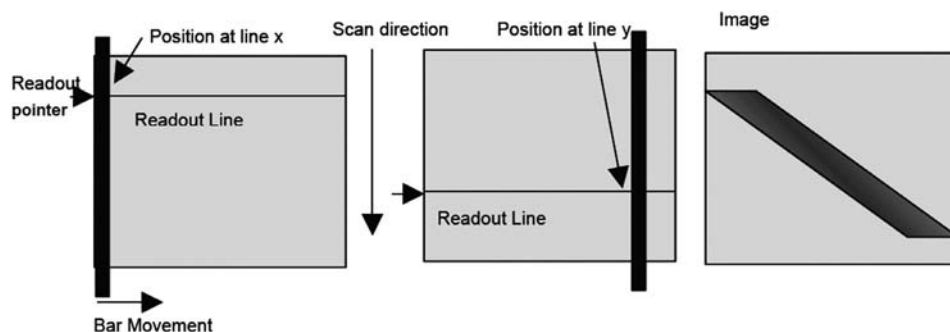 Position at line x
Readout
pointer
Readout Line
Bar Movement
Scan direction
Position at line y
Readout Line
Image